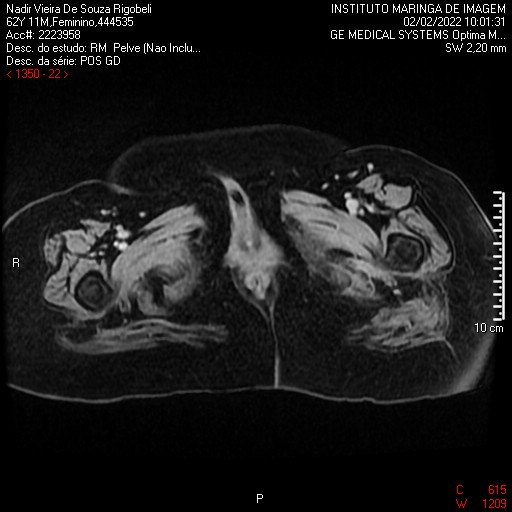 Nadir Vieira De Souza Rigobeli
62Y 11M,Feminino,444535
Acc#: 2223958
Desc. do estudo: RM  Pelve (Nao Inclu...
Desc. da série: POS GD
< 1350 - 22 >
INSTITUTO MARINGA DE IMAGEM
02/02/2022 10:01:31
GE MEDICAL SYSTEMS Optima M...
SW 2,20 mm
R
10 cm
P
C 615
W 1209